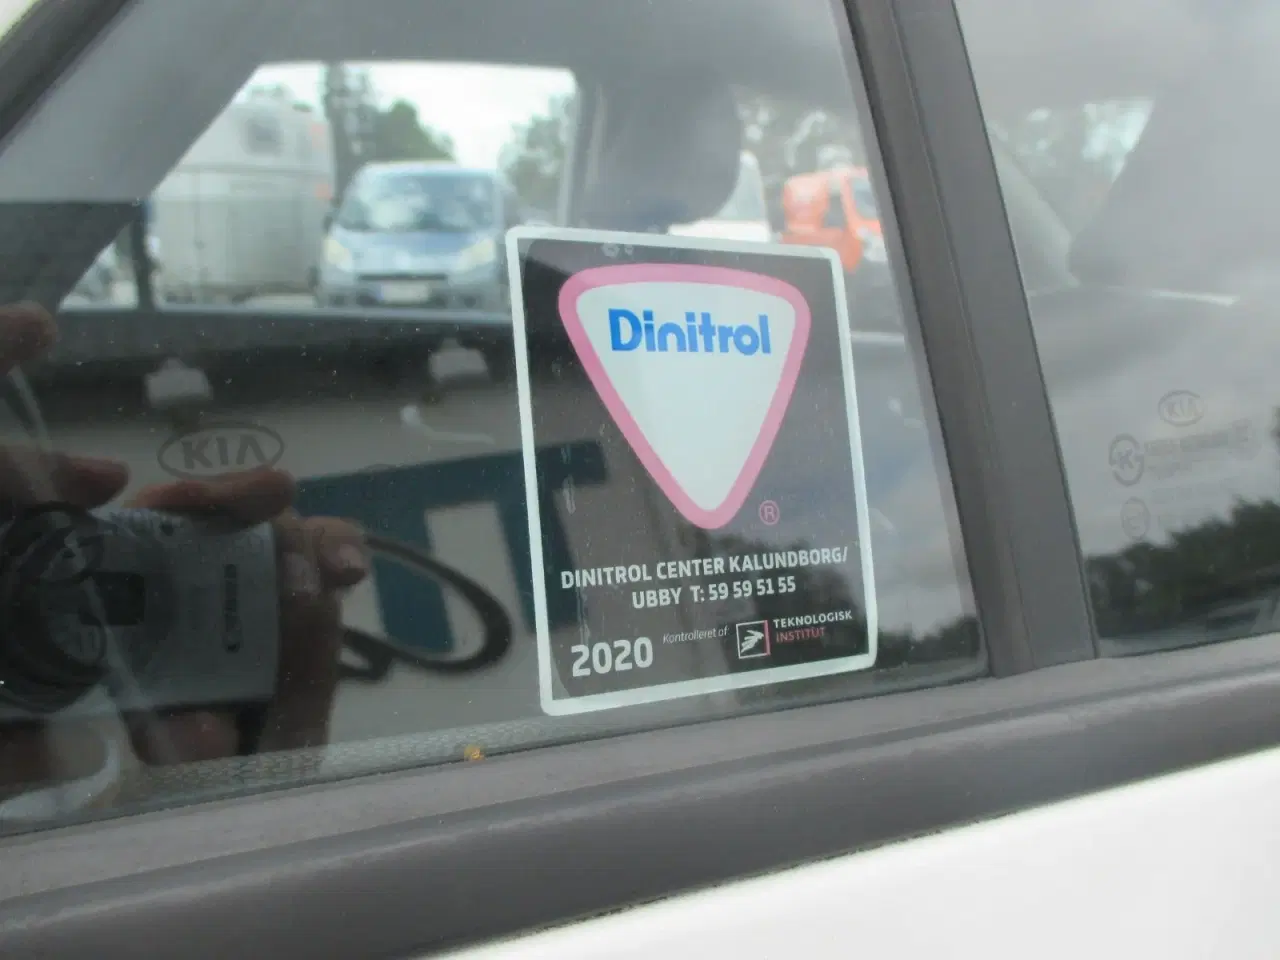 Dinitrol
®
DINITROL CENTER KALUNDBORG/
UBBY T: 59 59 51 55
2020
Kontrolleret af
TEKNOLOGISK
INSTITUT
KIA
KIA